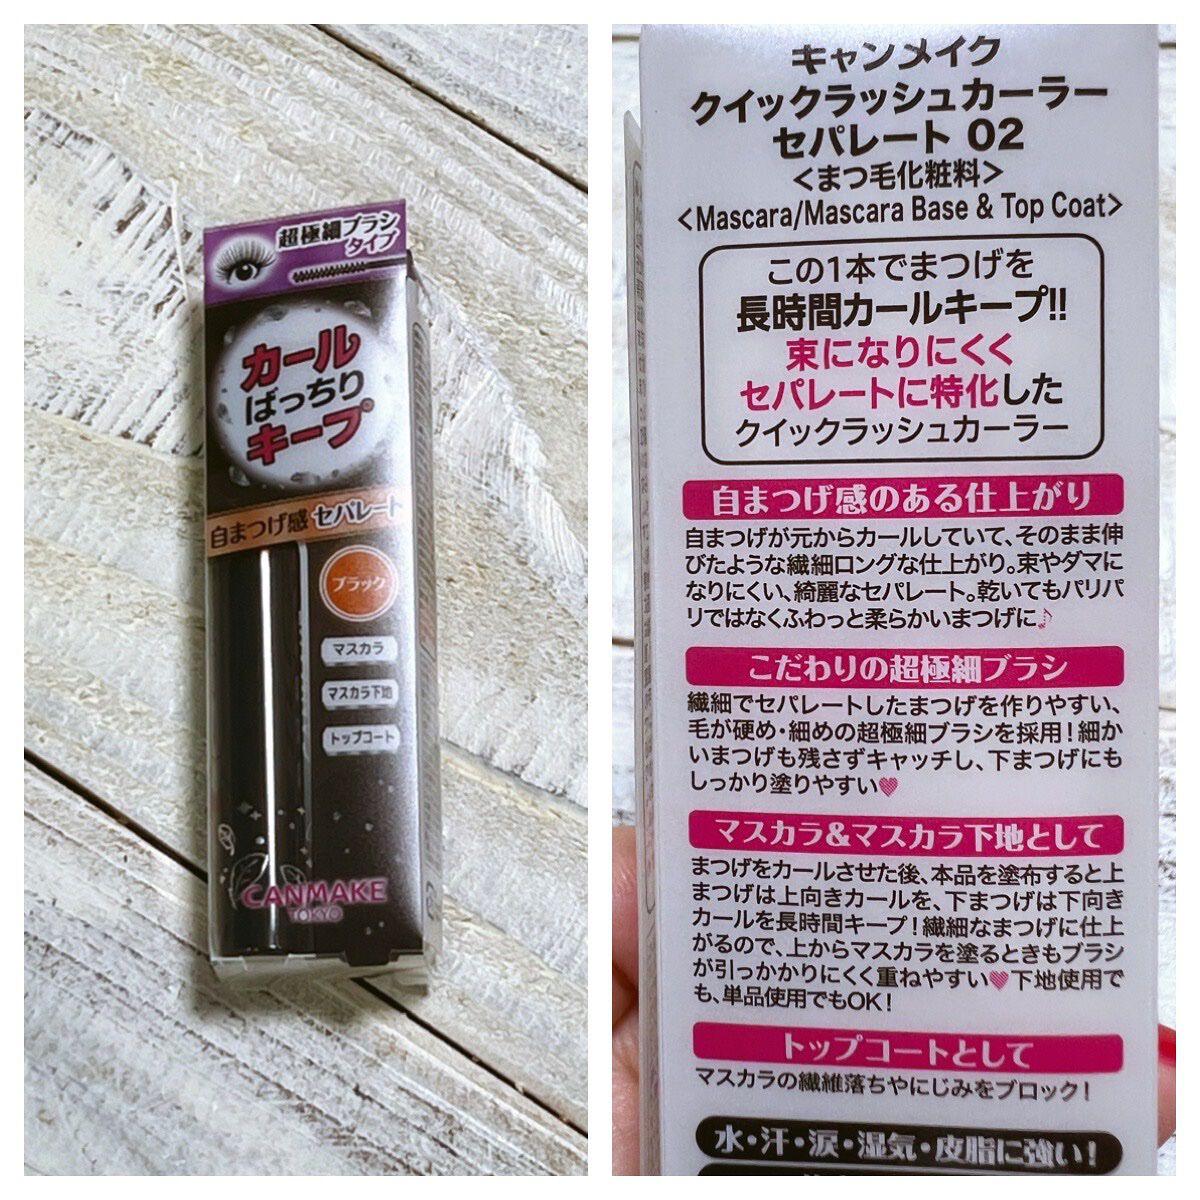 超極細ブラシ
タイプ
カール
ぱっちり
キープ
自まつげ感 セパレート
ブラック
マスカラ
マスカラ下地
トップコート
CANMAKE
TOKYO
キャンメイク
クイックラッシュカーラー
セパレート 02
<まつ毛化粧料>
<Mascara/Mascara Base & Top Coat>
この1本でまつげを
長時間カールキープ!!
束になりにくく
セパレートに特化した
クイックラッシュカーラー
自まつげ感のある仕上がり
自まつげが元からカールしていて、そのまま伸
びたような繊細ロングな仕上がり。束やダマに
なりにくい、綺麗なセパレート。乾いてもパリパ
リではなくふわっと柔らかいまつげに♪
こだわりの超極細ブラシ
繊細でセパレートしたまつげを作りやすい、
毛が硬め・細めの超極細ブラシを採用!細か
いまつげも残さずキャッチし、下まつげにも
しっかり塗りやすい♥
マスカラ&マスカラ下地として
まつげをカールさせた後、本品を塗布すると上
まつげは上向きカールを、下まつげは下向き
カールを長時間キープ!繊細なまつげに仕上
がるので、上からマスカラを塗るときもブラシ
が引っかかりにくく重ねやすい♥下地使用で
も、単品使用でもOK!
トップコートとして
マスカラの繊維落ちやにじみをブロック!
水・汗・涙・湿気・皮脂に強い!